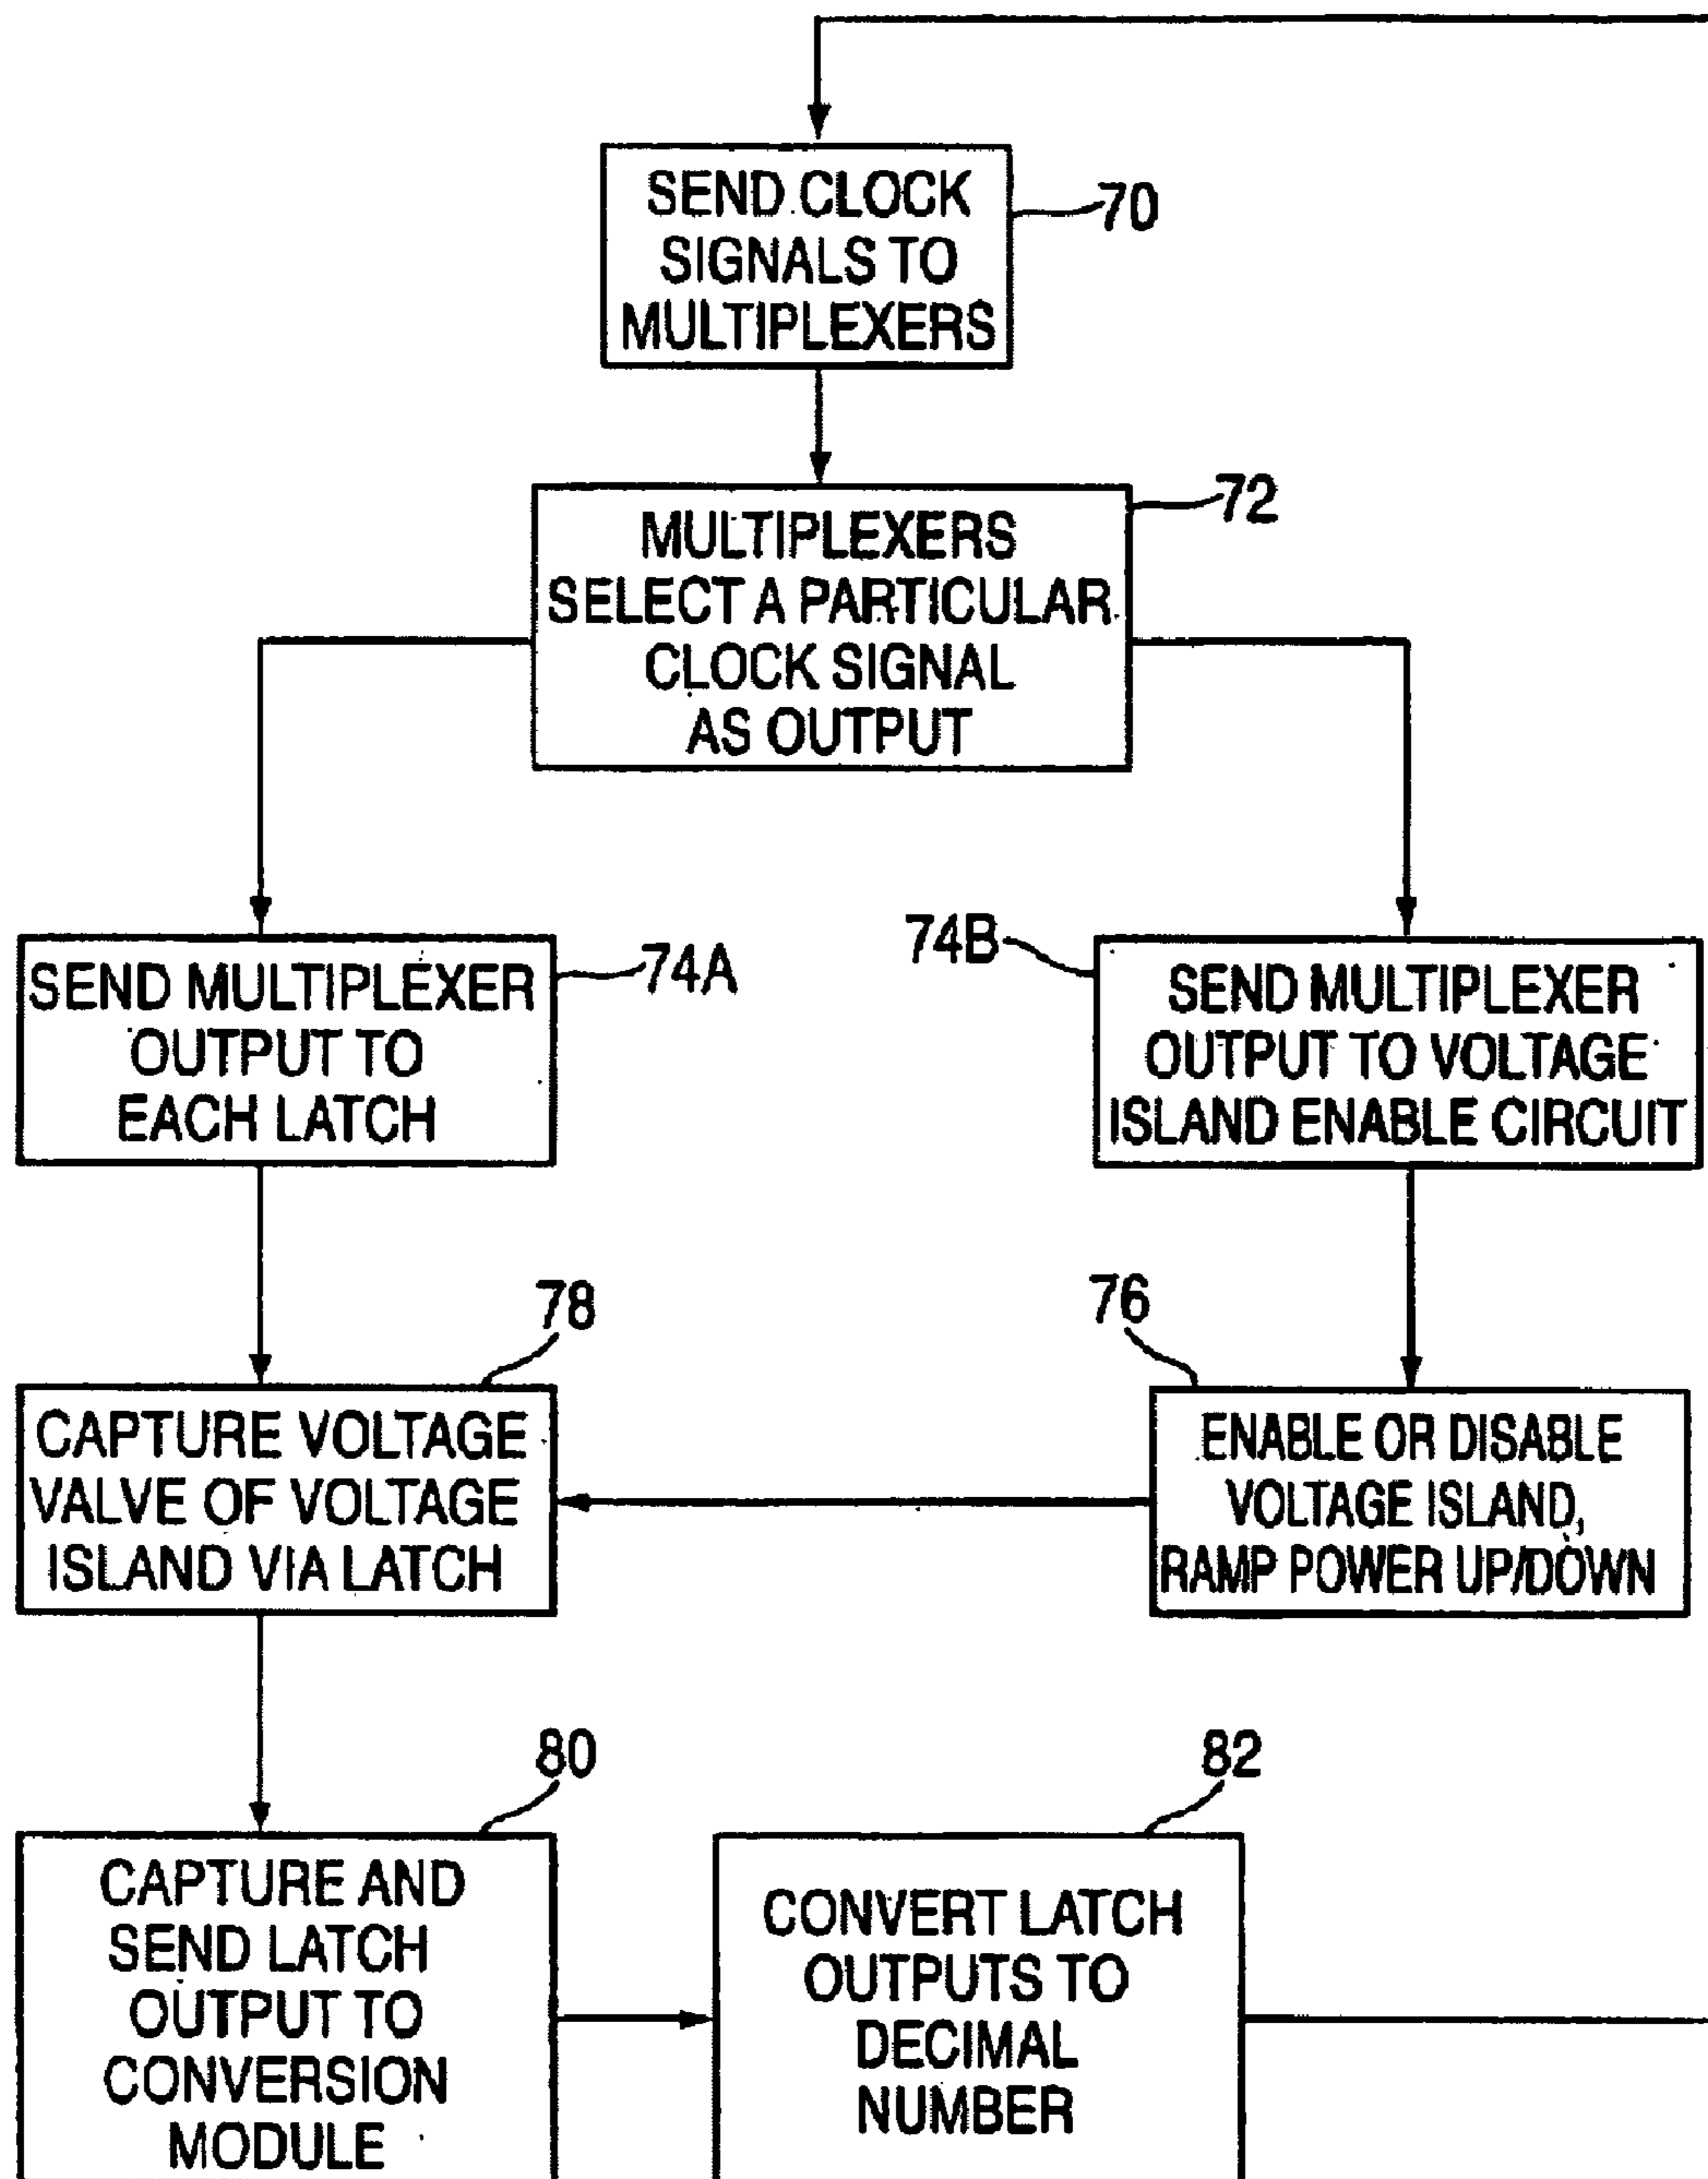 SEND CLOCK
SIGNALS TO
MULTIPLEXERS
70
MULTIPLEXERS
SELECT A PARTICULAR
CLOCK SIGNAL
AS OUTPUT
72
SEND MULTIPLEXER
OUTPUT TO
EACH LATCH
74A
74B
SEND MULTIPLEXER
OUTPUT TO VOLTAGE
ISLAND ENABLE CIRCUIT
78
CAPTURE VOLTAGE
VALVE OF VOLTAGE
ISLAND VIA LATCH
76
ENABLE OR DISABLE
VOLTAGE ISLAND,
RAMP POWER UP/DOWN
80
CAPTURE AND
SEND LATCH
OUTPUT TO
CONVERSION
MODULE
82
CONVERT LATCH
OUTPUTS TO
DECIMAL
NUMBER